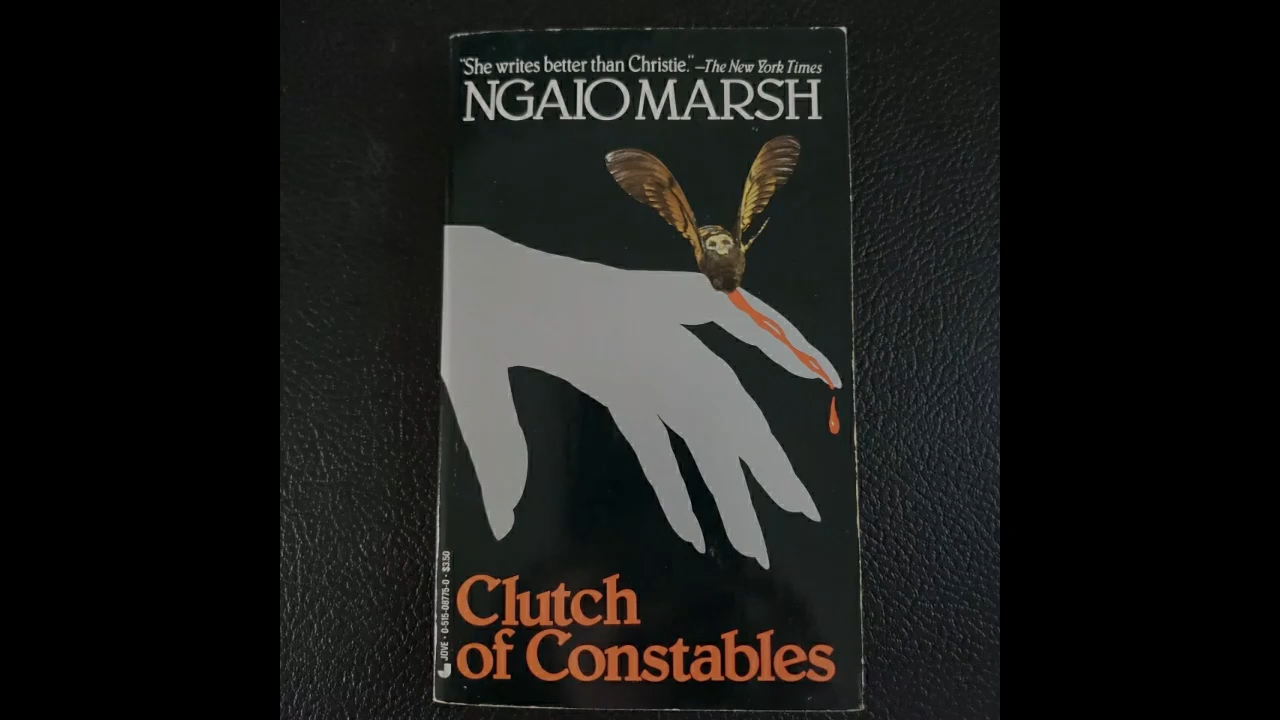 "She writes better than Christie."—The New York Times
NGAIO MARSH
JOVE • 0-515-08775-0 • $3.50
Clutch
of Constables